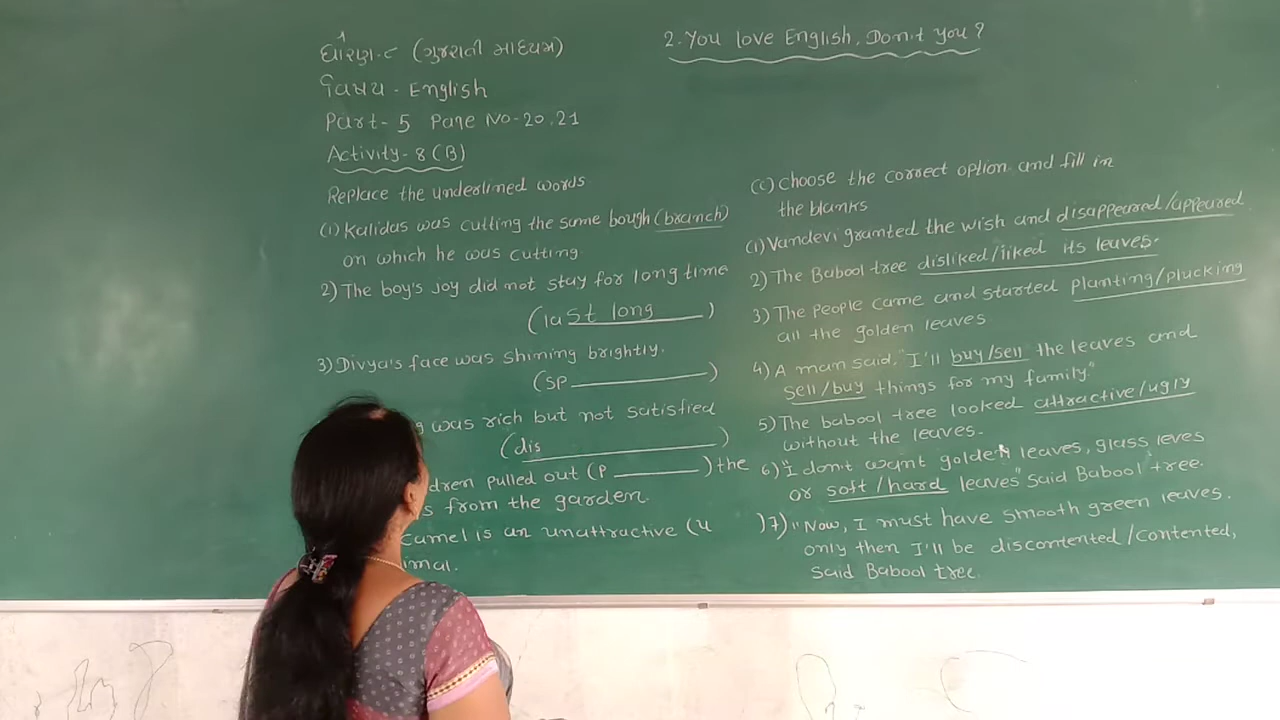 ધોરણ-૮ (ગુજરાતી માધ્યમ)
વિષય - English
Part-5 Page No-20.21
Activity-8(B)
Replace the underlined words
(1) Kalidas was cutting the same bough (branch)
on which he was cutting.
2) The boy's joy did not stay for long time
(last long)
3) Divya's face was shining brightly.
(sp)
was rich but not satisfied
(dis)
dren pulled out (p ) the
s from the garden.
camel is an unattractive (u
imal.
2. You love English, Don't you?
(c) Choose the correct option and fill in
the blanks
(1) Vandevi granted the wish and disappeared/appeared
2) The Babool tree disliked/liked its leaves.
3) The people came and started planting/plucking
all the golden leaves
4) A man said, "I'll buy/sell the leaves and
sell/buy things for my family."
5) The babool tree looked attractive/ugly
without the leaves.
6) "I don't want golden leaves, glass leves
or soft/hard leaves" said Babool tree.
)7) "Now, I must have smooth green leaves.
only then I'll be discontented/contented,
said Babool tree.